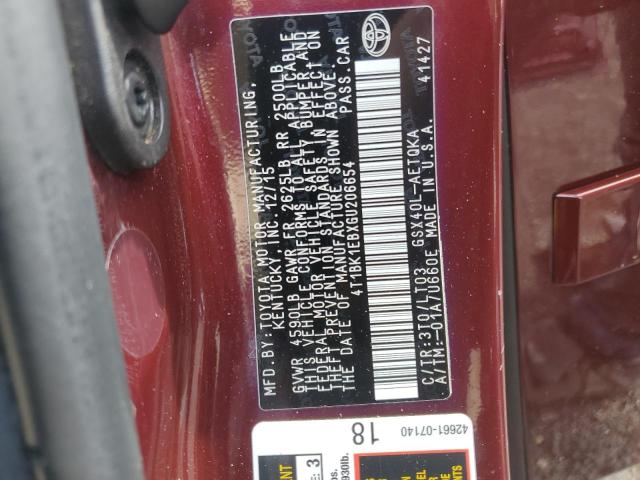 MFD.BY:TOYOTA MOTOR MANUFACTURING,
KENTUCKY, INC. 12/15
GVWR 4590LB GAWR FR 2625LB RR 2500LB
THIS VEHICLE CONFORMS TO ALL APPLICABLE
FEDERAL MOTOR VEHICLE SAFETY, BUMPER, AND
THEFT PREVENTION STANDARDS IN EFFECT ON
THE DATE OF MANUFACTURE SHOWN ABOVE.
4T1BK1EBXGU206654 PASS.CAR
C/TR:3T0/LT03 GSX40L-AETQKA
A/TM:-01A/U660E MADE IN U.S.A.
41427
18
42661-07140
3
930lb.